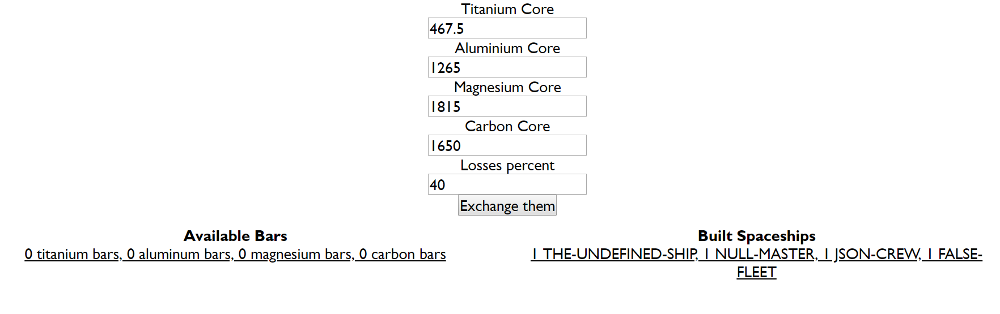 Titanium Core
467.5
Aluminium Core
1265
Magnesium Core
1815
Carbon Core
1650
Losses percent
40
Exchange them
Available Bars
0 titanium bars, 0 aluminum bars, 0 magnesium bars, 0 carbon bars
Built Spaceships
1 THE-UNDEFINED-SHIP, 1 NULL-MASTER, 1 JSON-CREW, 1 FALSE-
FLEET